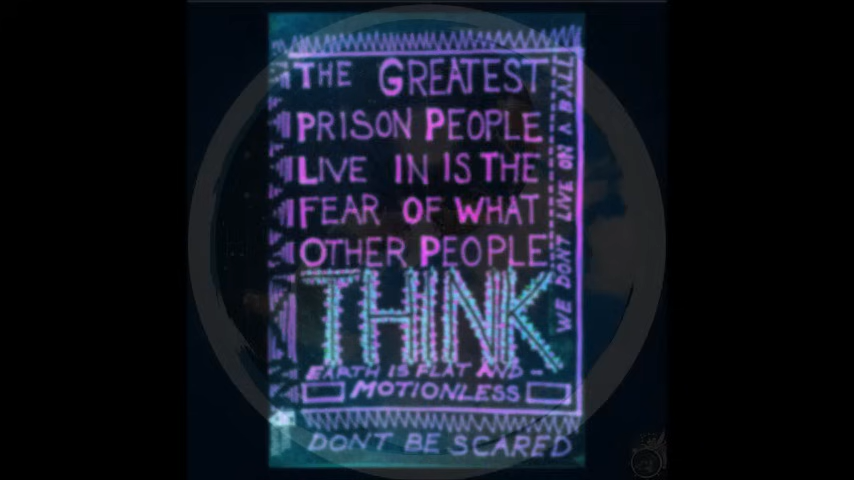 THE GREATEST
PRISON PEOPLE
LIVE IN IS THE
FEAR OF WHAT
OTHER PEOPLE
THINK
EARTH IS FLAT AND -
MOTIONLESS
DONT BE SCARED
WE DONT LIVE ON A BALL